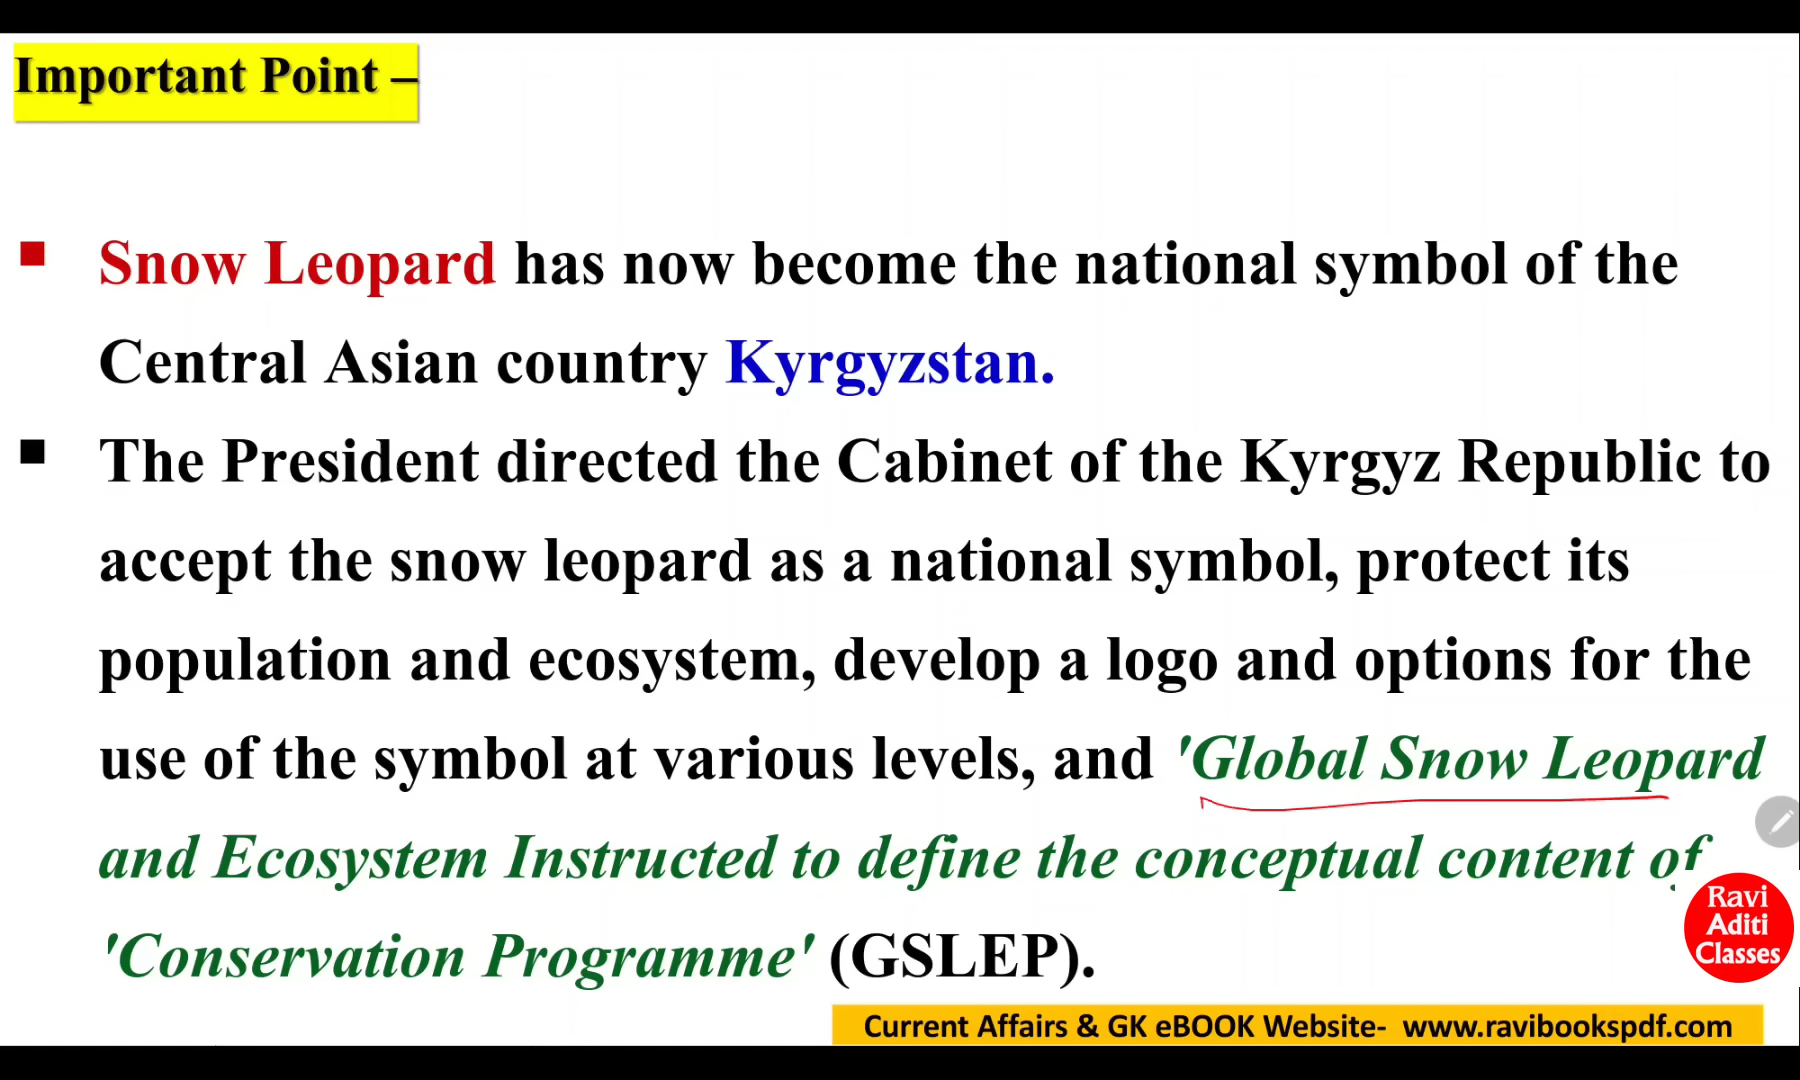 Important Point –
Snow Leopard has now become the national symbol of the
Central Asian country Kyrgyzstan.
The President directed the Cabinet of the Kyrgyz Republic to
accept the snow leopard as a national symbol, protect its
population and ecosystem, develop a logo and options for the
use of the symbol at various levels, and 'Global Snow Leopard
and Ecosystem Instructed to define the conceptual content of
'Conservation Programme' (GSLEP).
Ravi
Aditi
Classes
Current Affairs & GK eBOOK Website- www.ravibookspdf.com